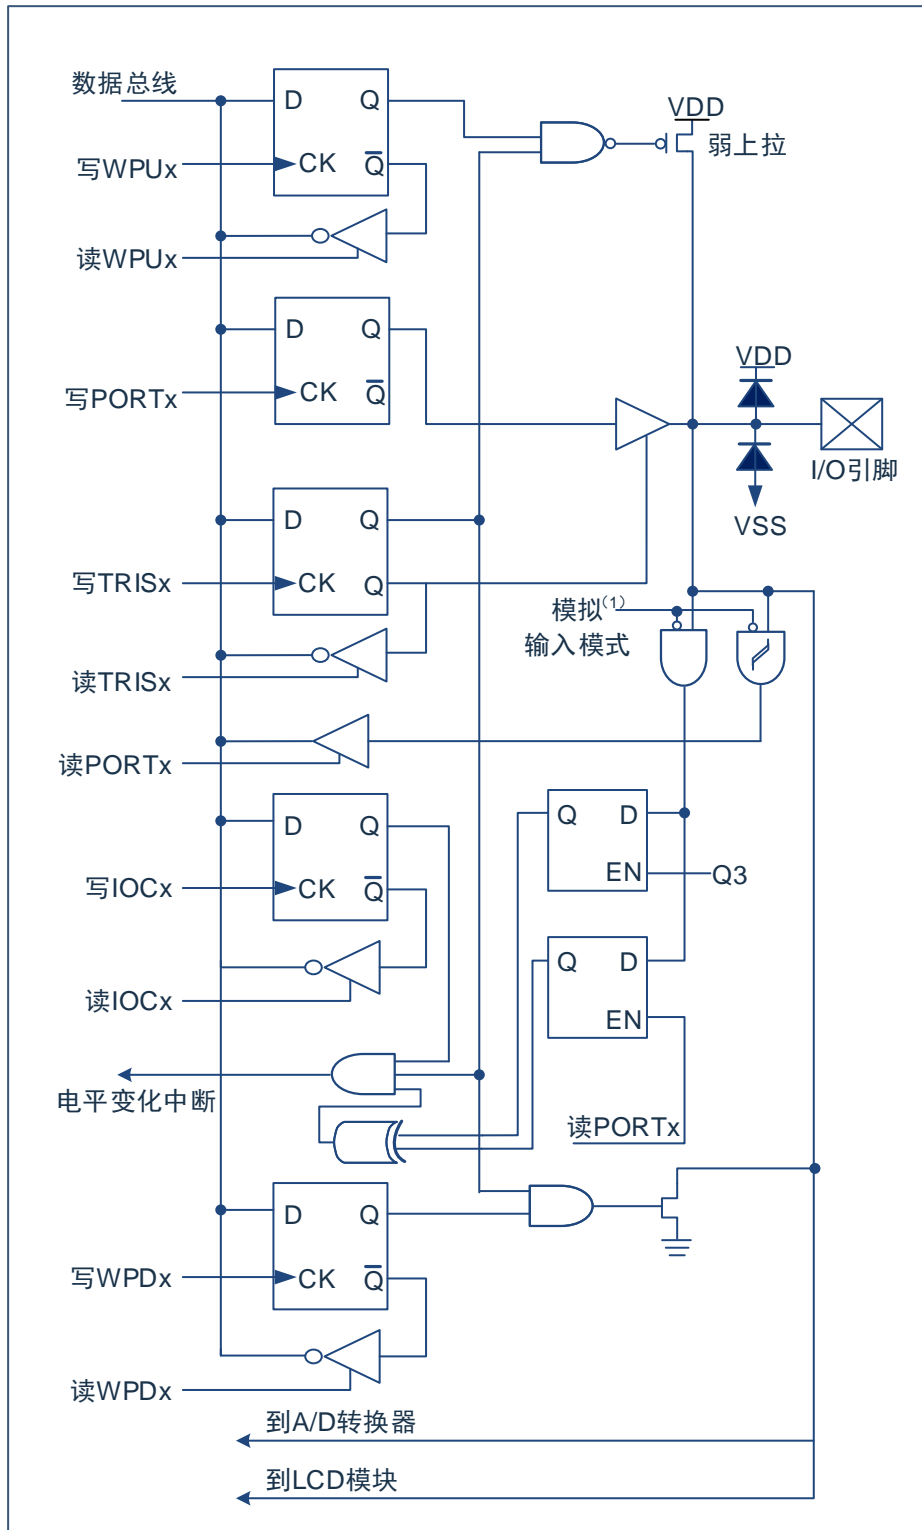 数据总线
D Q
VDD
弱上拉
写WPUx
CK Q
读WPUx
D Q
写PORTx
CK Q
VDD
I/O引脚
VSS
D Q
写TRISx
CK Q
模拟(1)
输入模式
读TRISx
读PORTx
D Q
Q D
写IOCx
CK Q
EN
Q3
读IOCx
Q D
EN
电平变化中断
读PORTx
D Q
写WPDx
CK Q
读WPDx
到A/D转换器
到LCD模块